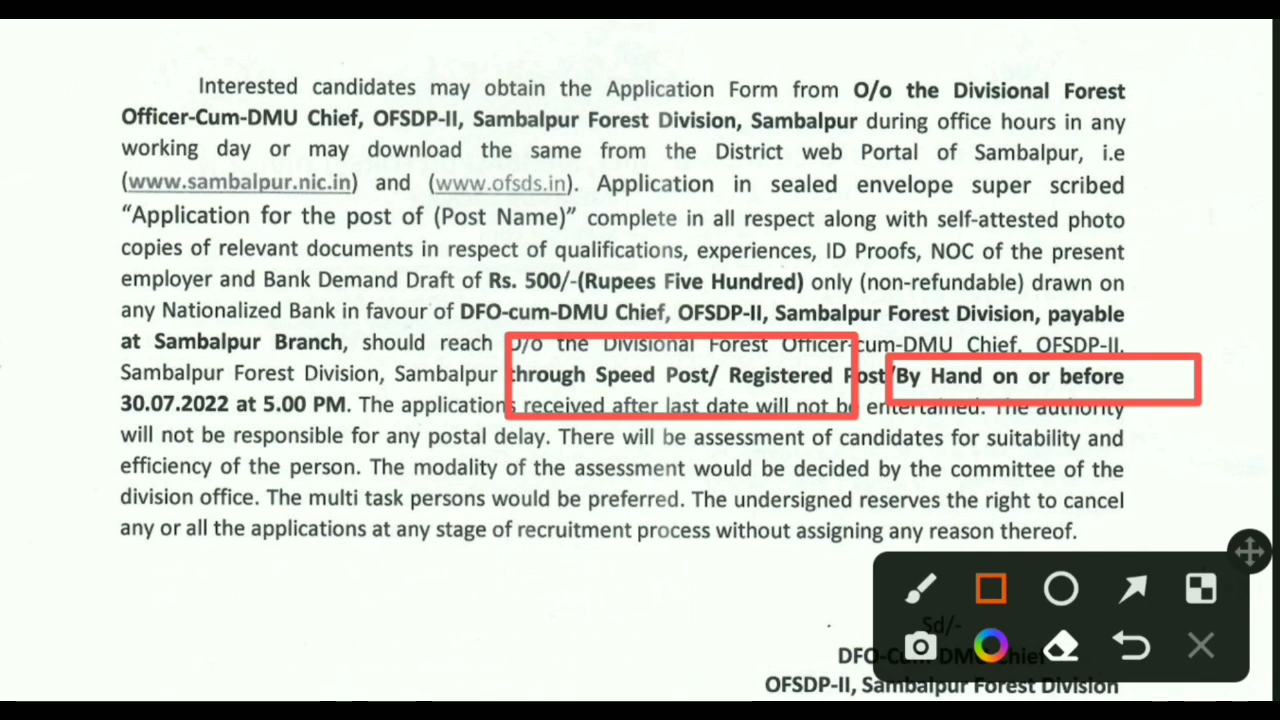 Interested candidates may obtain the Application Form from O/o the Divisional Forest
Officer-Cum-DMU Chief, OFSDP-II, Sambalpur Forest Division, Sambalpur during office hours in any
working day or may download the same from the District web Portal of Sambalpur, i.e
(www.sambalpur.nic.in) and (www.ofsds.in). Application in sealed envelope super scribed
“Application for the post of (Post Name)” complete in all respect along with self-attested photo
copies of relevant documents in respect of qualifications, experiences, ID Proofs, NOC of the present
employer and Bank Demand Draft of Rs. 500/-(Rupees Five Hundred) only (non-refundable) drawn on
any Nationalized Bank in favour of DFO-cum-DMU Chief, OFSDP-II, Sambalpur Forest Division, payable
at Sambalpur Branch, should reach O/o the Divisional Forest Officer-cum-DMU Chief, OFSDP-II,
Sambalpur Forest Division, Sambalpur through Speed Post/ Registered Post/By Hand on or before
30.07.2022 at 5.00 PM. The applications received after last date will not be entertained. The authority
will not be responsible for any postal delay. There will be assessment of candidates for suitability and
efficiency of the person. The modality of the assessment would be decided by the committee of the
division office. The multi task persons would be preferred. The undersigned reserves the right to cancel
any or all the applications at any stage of recruitment process without assigning any reason thereof.
Sd/-
DFO-Cum-DMU Chief
OFSDP-II, Sambalpur Forest Division